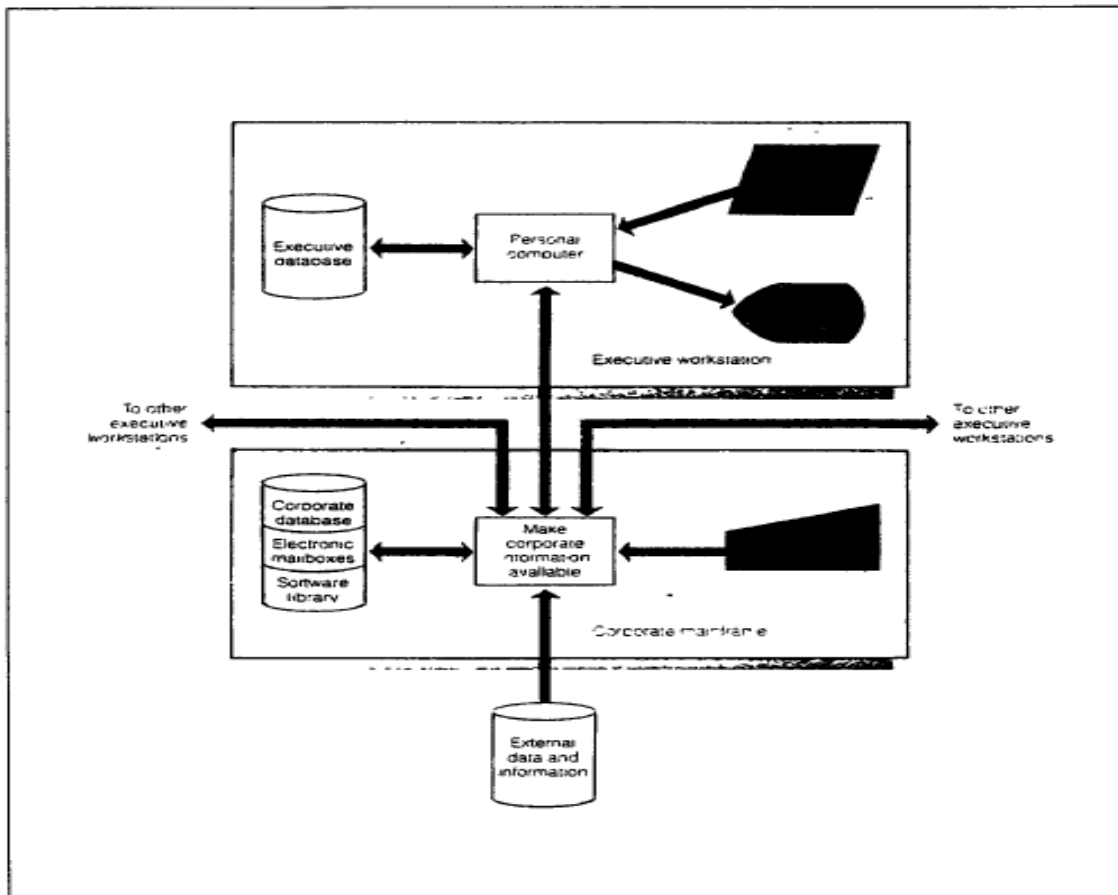 Executive
database
Personal
computer
Executive workstation
To other
executive
workstations
To other
executive
workstations
Corporate
database
Electronic
mailboxes
Software
library
Make
corporate
information
available
Corporate mainframe
External
data and
information